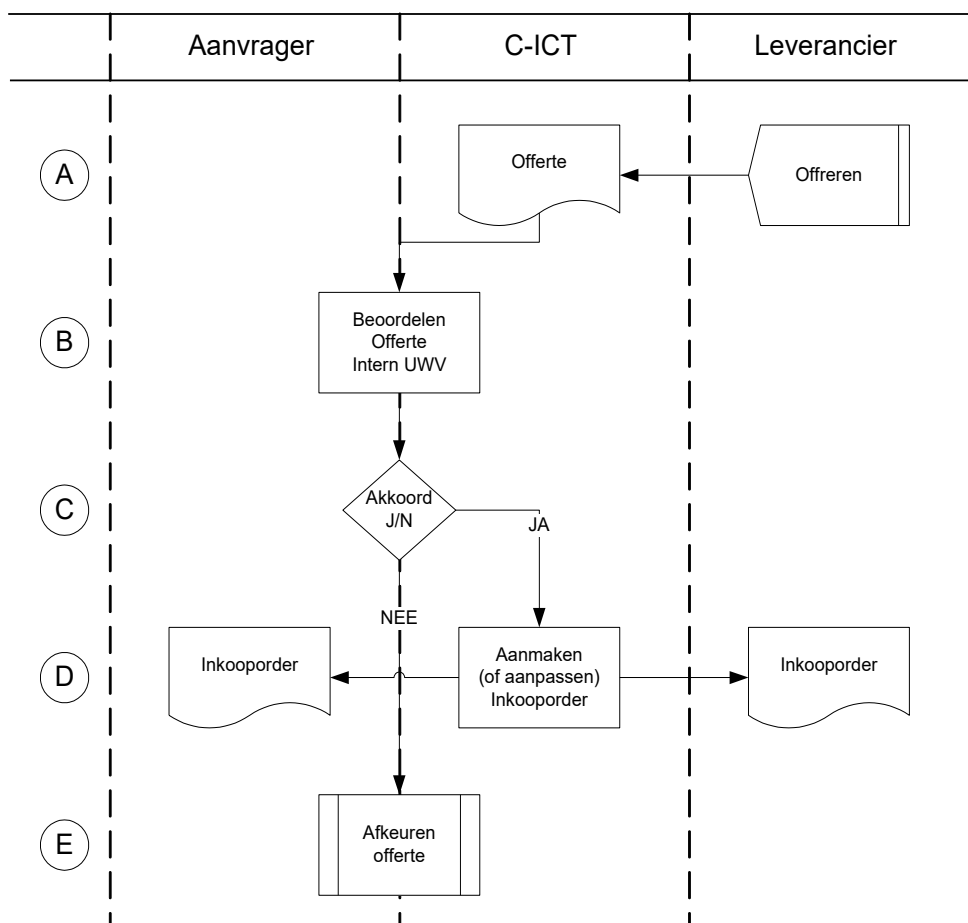 Aanvrager
C-ICT
Leverancier
A
Offerte
Offreren
B
Beoordelen
Offerte
Intern UWV
C
Akkoord
J/N
JA
NEE
D
Inkooporder
Aanmaken
(of aanpassen)
Inkooporder
Inkooporder
E
Afkeuren
offerte